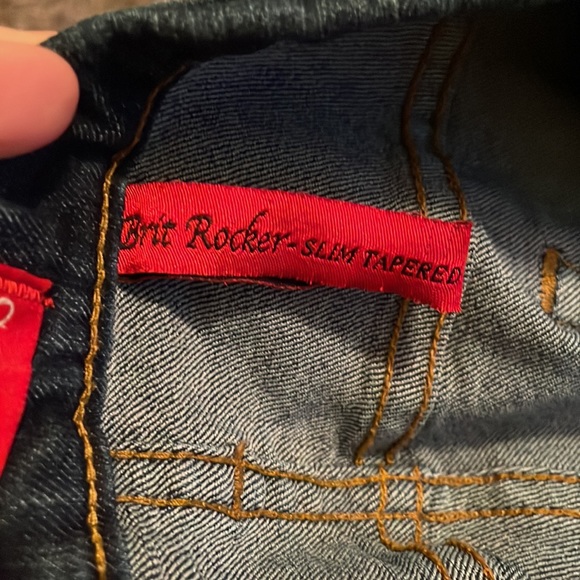 Brit Rocker - SLIM TAPERED